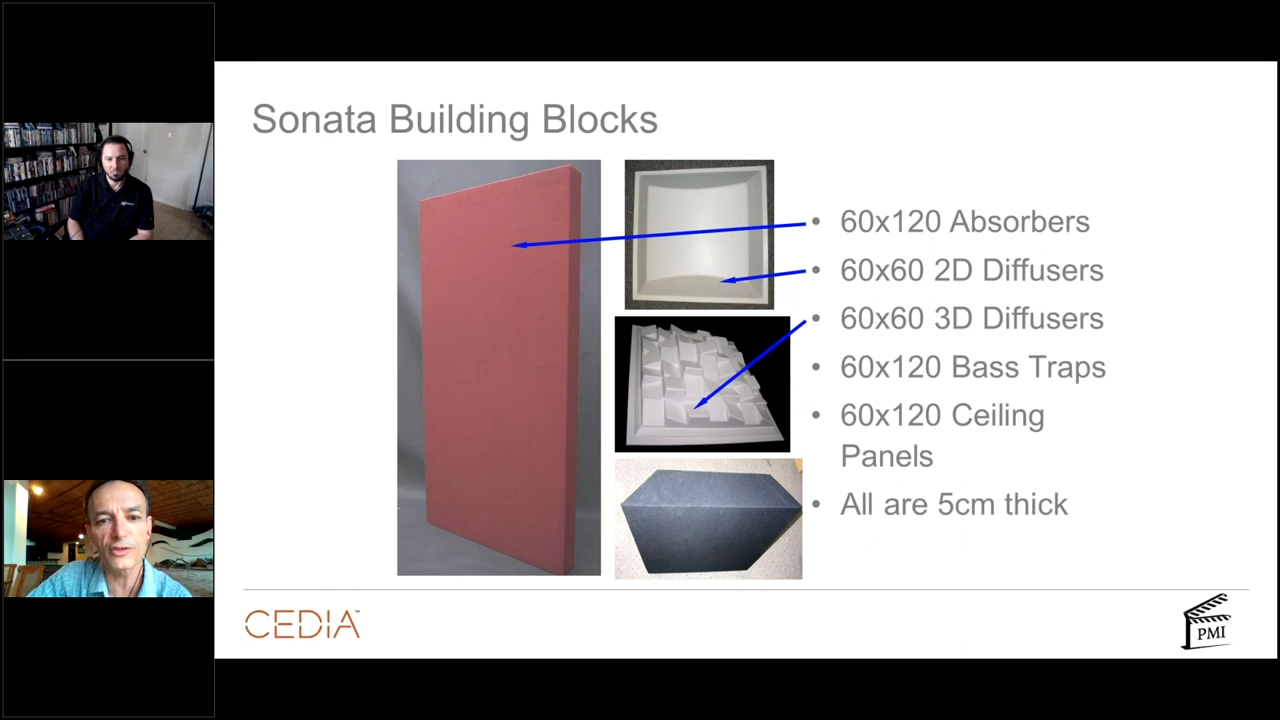 Sonata Building Blocks
• 60x120 Absorbers
• 60x60 2D Diffusers
• 60x60 3D Diffusers
• 60x120 Bass Traps
• 60x120 Ceiling
Panels
• All are 5cm thick
CEDIA™
PMI